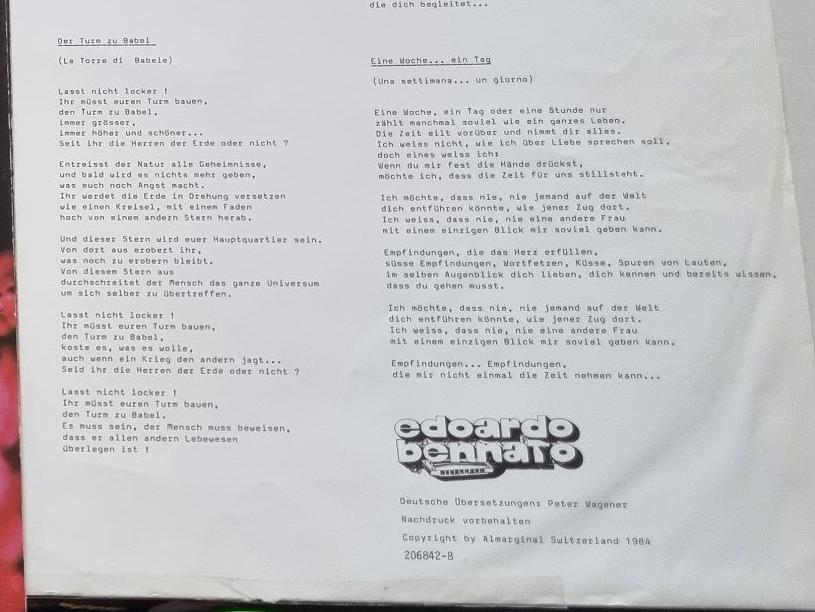 Der Turm zu Babel
(La Torre di Babele)
Lasst nicht locker !
Ihr müsst euren Turm bauen,
den Turm zu Babel,
immer grösser,
immer höher und schöner...
Seit ihr die Herren der Erde oder nicht ?
Entreisst der Natur alle Geheimnisse,
und bald wird es nichts mehr geben,
was euch noch Angst macht.
Ihr werdet die Erde in Drehung versetzen
wie einen Kreisel, mit einem Faden
hoch von einem andern Stern herab.
Und dieser Stern wird euer Hauptquartier sein.
Von dort aus erobert ihr,
was noch zu erobern bleibt.
Von diesem Stern aus
durchschreitet der Mensch das ganze Universum
um sich selber zu übertreffen.
Lasst nicht locker !
Ihr müsst euren Turm bauen,
den Turm zu Babel,
koste es, was es wolle,
auch wenn ein Krieg den andern jagt...
Seid ihr die Herren der Erde oder nicht ?
Lasst nicht locker !
Ihr müsst euren Turm bauen,
den Turm zu Babel.
Es muss sein, der Mensch muss beweisen,
dass er allen andern Lebewesen
überlegen ist !
die dich begleitet...
Eine Woche... ein Tag
(Una settimana... un giorno)
Eine Woche, ein Tag oder eine Stunde nur
zählt manchmal soviel wie ein ganzes Leben.
Die Zeit eilt vorüber und nimmt dir alles.
Ich weiss nicht, wie ich über Liebe sprechen soll,
doch eines weiss ich:
Wenn du mir fest die Hände drückst,
möchte ich, dass die Zeit für uns stillsteht.
Ich möchte, dass nie, nie jemand auf der Welt
dich entführen könnte, wie jener Zug dort.
Ich weiss, dass nie, nie eine andere Frau
mit einem einzigen Blick mir soviel geben kann.
Empfindungen, die das Herz erfüllen,
süsse Empfindungen, Wortfetzen, Küsse, Spuren von Lauten,
im selben Augenblick dich lieben, dich kennen und bereits wissen,
dass du gehen musst.
Ich möchte, dass nie, nie jemand auf der Welt
dich entführen könnte, wie jener Zug dort.
Ich weiss, dass nie, nie eine andere Frau
mit einem einzigen Blick mir soviel geben kann.
Empfindungen... Empfindungen,
die mir nicht einmal die Zeit nehmen kann...
edoardo
bennato
Deutsche Übersetzungen: Peter Wagener
Nachdruck vorbehalten
Copyright by Almarginal Switzerland 1984
206842-8